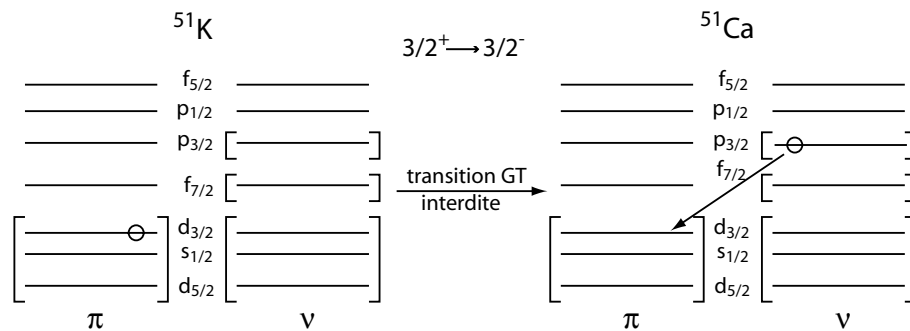 ⁵¹K
3/2⁺ ⟶ 3/2⁻
⁵¹Ca
f₅/₂
p₁/₂
p₃/₂
f₇/₂
d₃/₂
s₁/₂
d₅/₂
π
ν
transition GT
interdite
f₅/₂
p₁/₂
p₃/₂
f₇/₂
d₃/₂
s₁/₂
d₅/₂
π
ν